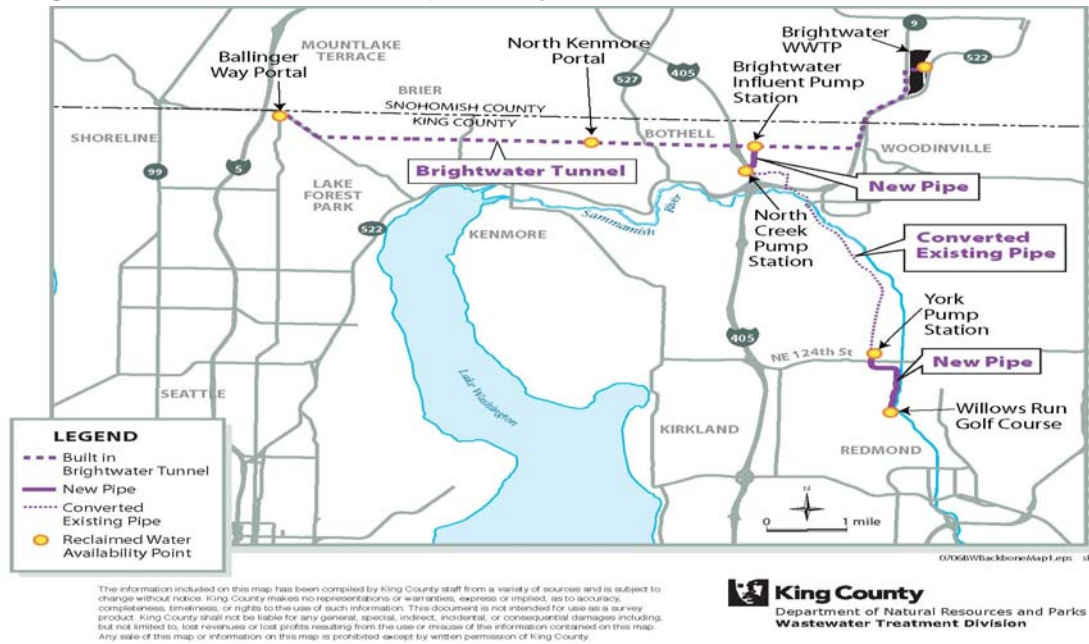 Ballinger
Way Portal
MOUNTLAKE
TERRACE
North Kenmore
Portal
BRIER
527
405
Brightwater
WWTP
9
522
Brightwater
Influent Pump
Station
SNOHOMISH COUNTY
KING COUNTY
SHORELINE
BOTHELL
WOODINVILLE
99
5
Brightwater Tunnel
New Pipe
LAKE
FOREST
PARK
522
KENMORE
Sammamish
River
North
Creek
Pump
Station
Converted
Existing Pipe
York
Pump
Station
405
NE 124th St
New Pipe
Lake Washington
SEATTLE
KIRKLAND
Willows Run
Golf Course
REDMOND
LEGEND
Built in
Brightwater Tunnel
New Pipe
Converted
Existing Pipe
Reclaimed Water
Availability Point
N
0 1 mile
0706BWBackboneMap1.eps
The information included on this map has been compiled by King County staff from a variety of sources and is subject to
change without notice. King County makes no representations or warranties, express or implied, as to accuracy,
completeness, timeliness, or rights to the use of such information. This document is not intended for use as a survey
product. King County shall not be liable for any general, special, indirect, incidental, or consequential damages including,
but not limited to, lost revenues or lost profits resulting from the use or misuse of the information contained on this map.
Any sale of this map or information on this map is prohibited except by written permission of King County.
King County
Department of Natural Resources and Parks
Wastewater Treatment Division